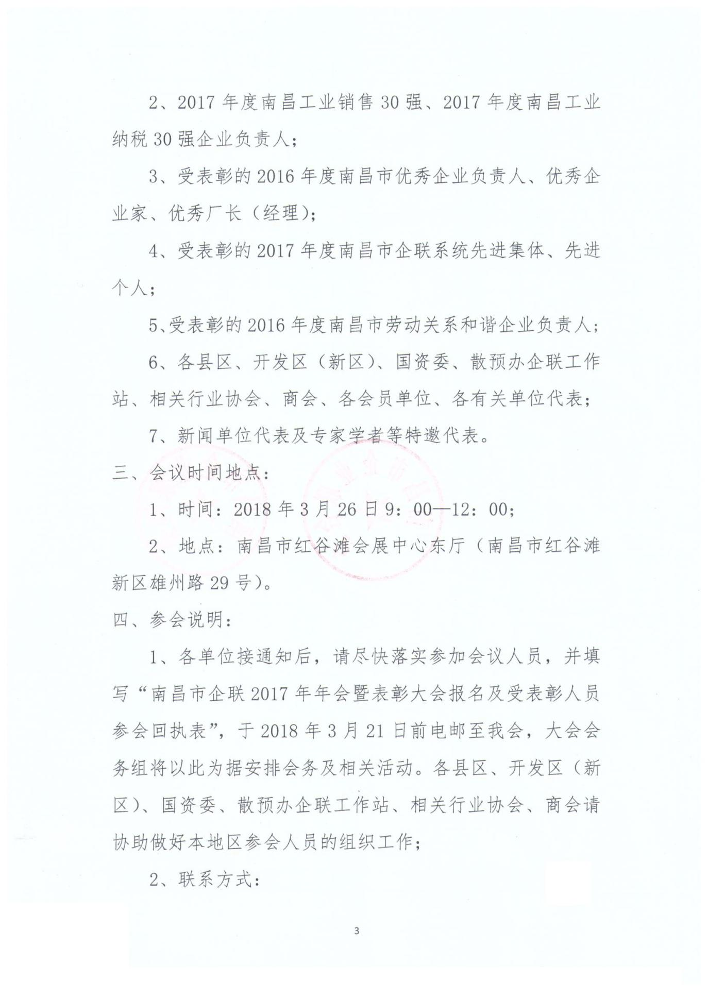 2、2017 年度南昌工业销售 30 强、2017 年度南昌工业
纳税 30 强企业负责人；
3、受表彰的 2016 年度南昌市优秀企业负责人、优秀企
业家、优秀厂长（经理）；
4、受表彰的 2017 年度南昌市企联系统先进集体、先进
个人；
5、受表彰的 2016 年度南昌市劳动关系和谐企业负责人；
6、各县区、开发区（新区）、国资委、散预办企联工作
站、相关行业协会、商会、各会员单位、各有关单位代表；
7、新闻单位代表及专家学者等特邀代表。
三、会议时间地点：
1、时间：2018 年 3 月 26 日 9：00—12：00；
2、地点：南昌市红谷滩会展中心东厅（南昌市红谷滩
新区雄州路 29 号）。
四、参会说明：
1、各单位接通知后，请尽快落实参加会议人员，并填
写“南昌市企联 2017 年年会暨表彰大会报名及受表彰人员
参会回执表”，于 2018 年 3 月 21 日前电邮至我会，大会会
务组将以此为据安排会务及相关活动。各县区、开发区（新
区）、国资委、散预办企联工作站、相关行业协会、商会请
协助做好本地区参会人员的组织工作；
2、联系方式：
3